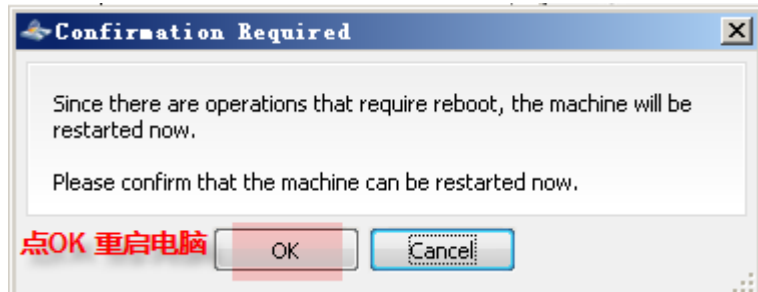 Confirmation Required
Since there are operations that require reboot, the machine will be
restarted now.
Please confirm that the machine can be restarted now.
点OK 重启电脑
OK
Cancel